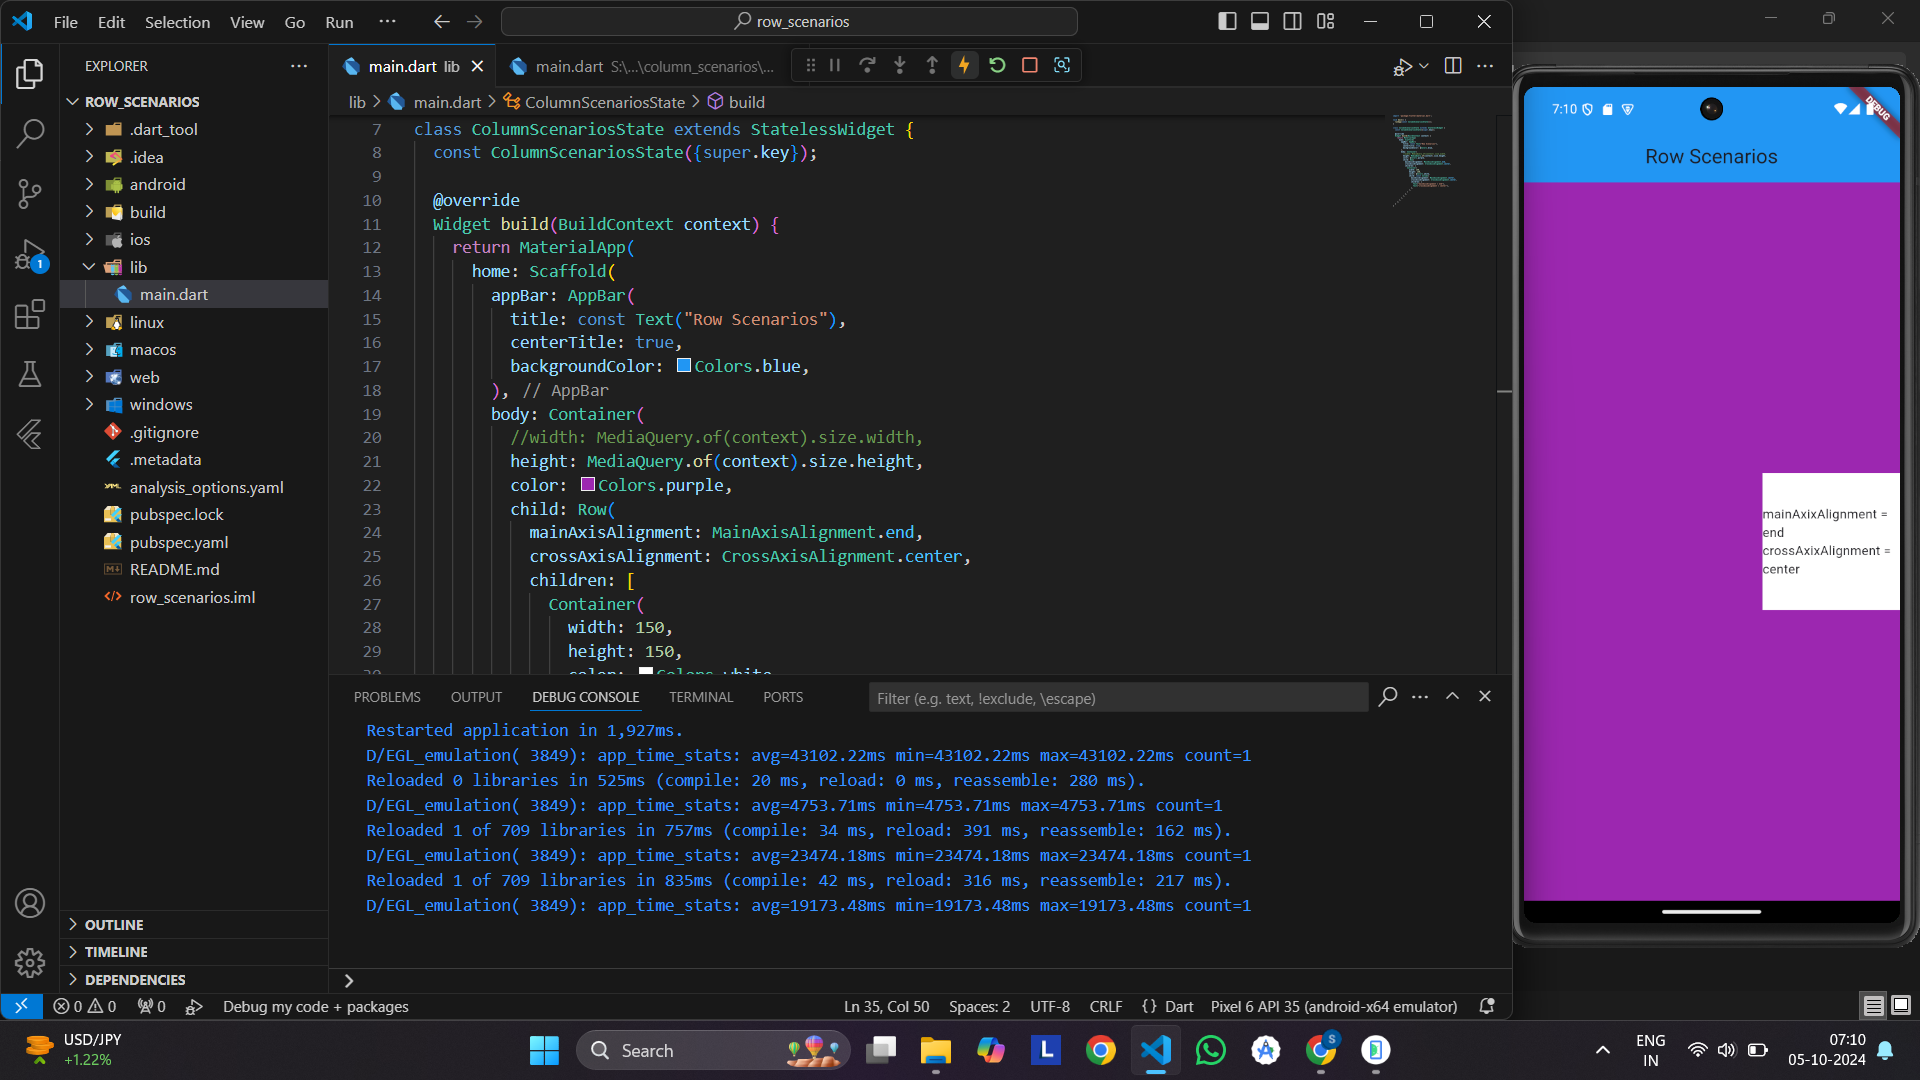 File Edit Selection View Go Run ···
row_scenarios
EXPLORER
ROW_SCENARIOS
.dart_tool
.idea
android
build
ios
lib
main.dart
linux
macos
web
windows
.gitignore
.metadata
analysis_options.yaml
pubspec.lock
pubspec.yaml
README.md
row_scenarios.iml
OUTLINE
TIMELINE
DEPENDENCIES
1
main.dart lib
main.dart S:\...\column_scenarios\...
lib > main.dart > ColumnScenariosState > build
7 class ColumnScenariosState extends StatelessWidget {
8 const ColumnScenariosState({super.key});
9
10 @override
11 Widget build(BuildContext context) {
12 return MaterialApp(
13 home: Scaffold(
14 appBar: AppBar(
15 title: const Text("Row Scenarios"),
16 centerTitle: true,
17 backgroundColor: Colors.blue,
18 ), // AppBar
19 body: Container(
20 //width: MediaQuery.of(context).size.width,
21 height: MediaQuery.of(context).size.height,
22 color: Colors.purple,
23 child: Row(
24 mainAxisAlignment: MainAxisAlignment.end,
25 crossAxisAlignment: CrossAxisAlignment.center,
26 children: [
27 Container(
28 width: 150,
29 height: 150,
PROBLEMS OUTPUT DEBUG CONSOLE TERMINAL PORTS
Filter (e.g. text, !exclude, \escape)
Restarted application in 1,927ms.
D/EGL_emulation( 3849): app_time_stats: avg=43102.22ms min=43102.22ms max=43102.22ms count=1
Reloaded 0 libraries in 525ms (compile: 20 ms, reload: 0 ms, reassemble: 280 ms).
D/EGL_emulation( 3849): app_time_stats: avg=4753.71ms min=4753.71ms max=4753.71ms count=1
Reloaded 1 of 709 libraries in 757ms (compile: 34 ms, reload: 391 ms, reassemble: 162 ms).
D/EGL_emulation( 3849): app_time_stats: avg=23474.18ms min=23474.18ms max=23474.18ms count=1
Reloaded 1 of 709 libraries in 835ms (compile: 42 ms, reload: 316 ms, reassemble: 217 ms).
D/EGL_emulation( 3849): app_time_stats: avg=19173.48ms min=19173.48ms max=19173.48ms count=1
0 0 0 Debug my code + packages Ln 35, Col 50 Spaces: 2 UTF-8 CRLF {} Dart Pixel 6 API 35 (android-x64 emulator)
7:10
DEBUG
Row Scenarios
mainAxixAlignment =
end
crossAxixAlignment =
center
USD/JPY
+1.22%
Search
L
S
ENG
IN
07:10
05-10-2024